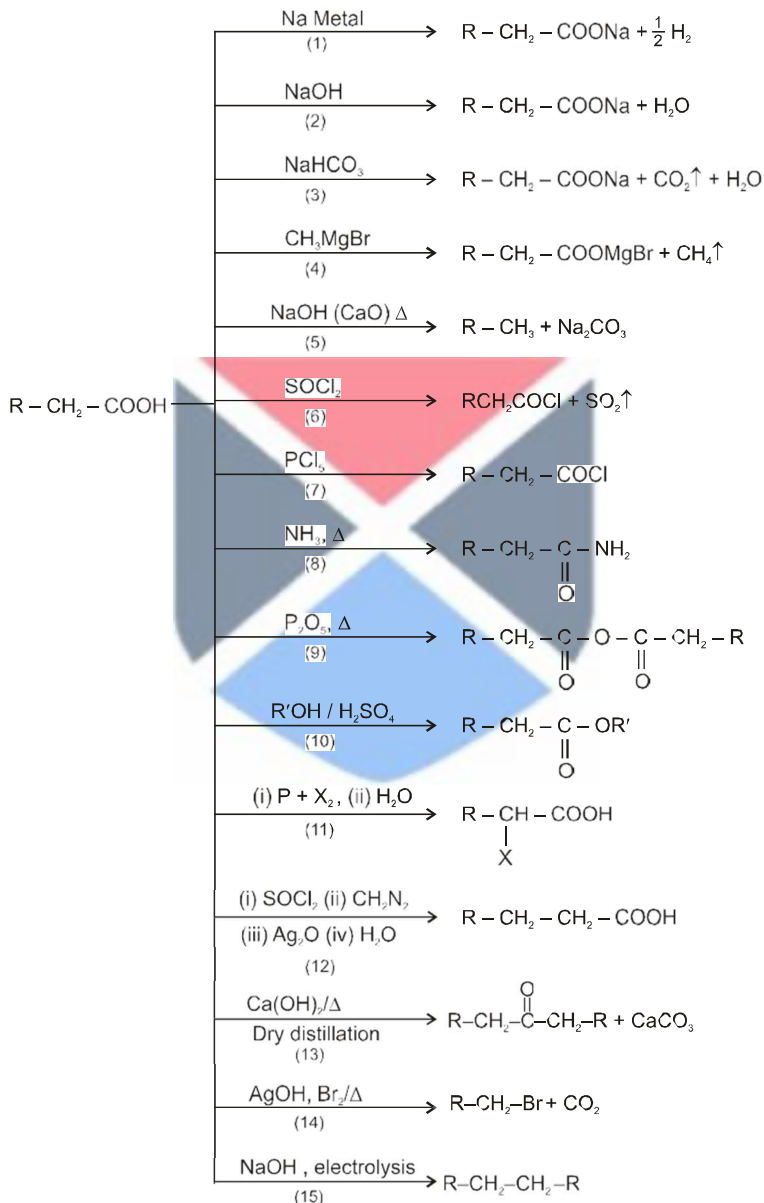 Na Metal
(1)
R – CH₂ – COONa + 1/2 H₂
NaOH
(2)
R – CH₂ – COONa + H₂O
NaHCO₃
(3)
R – CH₂ – COONa + CO₂↑ + H₂O
CH₃MgBr
(4)
R – CH₂ – COOMgBr + CH₄↑
NaOH (CaO) Δ
(5)
R – CH₃ + Na₂CO₃
R – CH₂ – COOH
SOCl₂
(6)
RCH₂COCl + SO₂↑
PCl₅
(7)
R – CH₂ – COCl
NH₃, Δ
(8)
R – CH₂ – C – NH₂
O
P₂O₅, Δ
(9)
R – CH₂ – C – O – C – CH₂ – R
O O
R′OH / H₂SO₄
(10)
R – CH₂ – C – OR′
O
(i) P + X₂ , (ii) H₂O
(11)
R – CH – COOH
X
(i) SOCl₂ (ii) CH₂N₂
(iii) Ag₂O (iv) H₂O
(12)
R – CH₂ – CH₂ – COOH
Ca(OH)₂/Δ
Dry distillation
(13)
O
R–CH₂–C–CH₂–R + CaCO₃
AgOH, Br₂/Δ
(14)
R–CH₂–Br + CO₂
NaOH , electrolysis
(15)
R–CH₂–CH₂–R